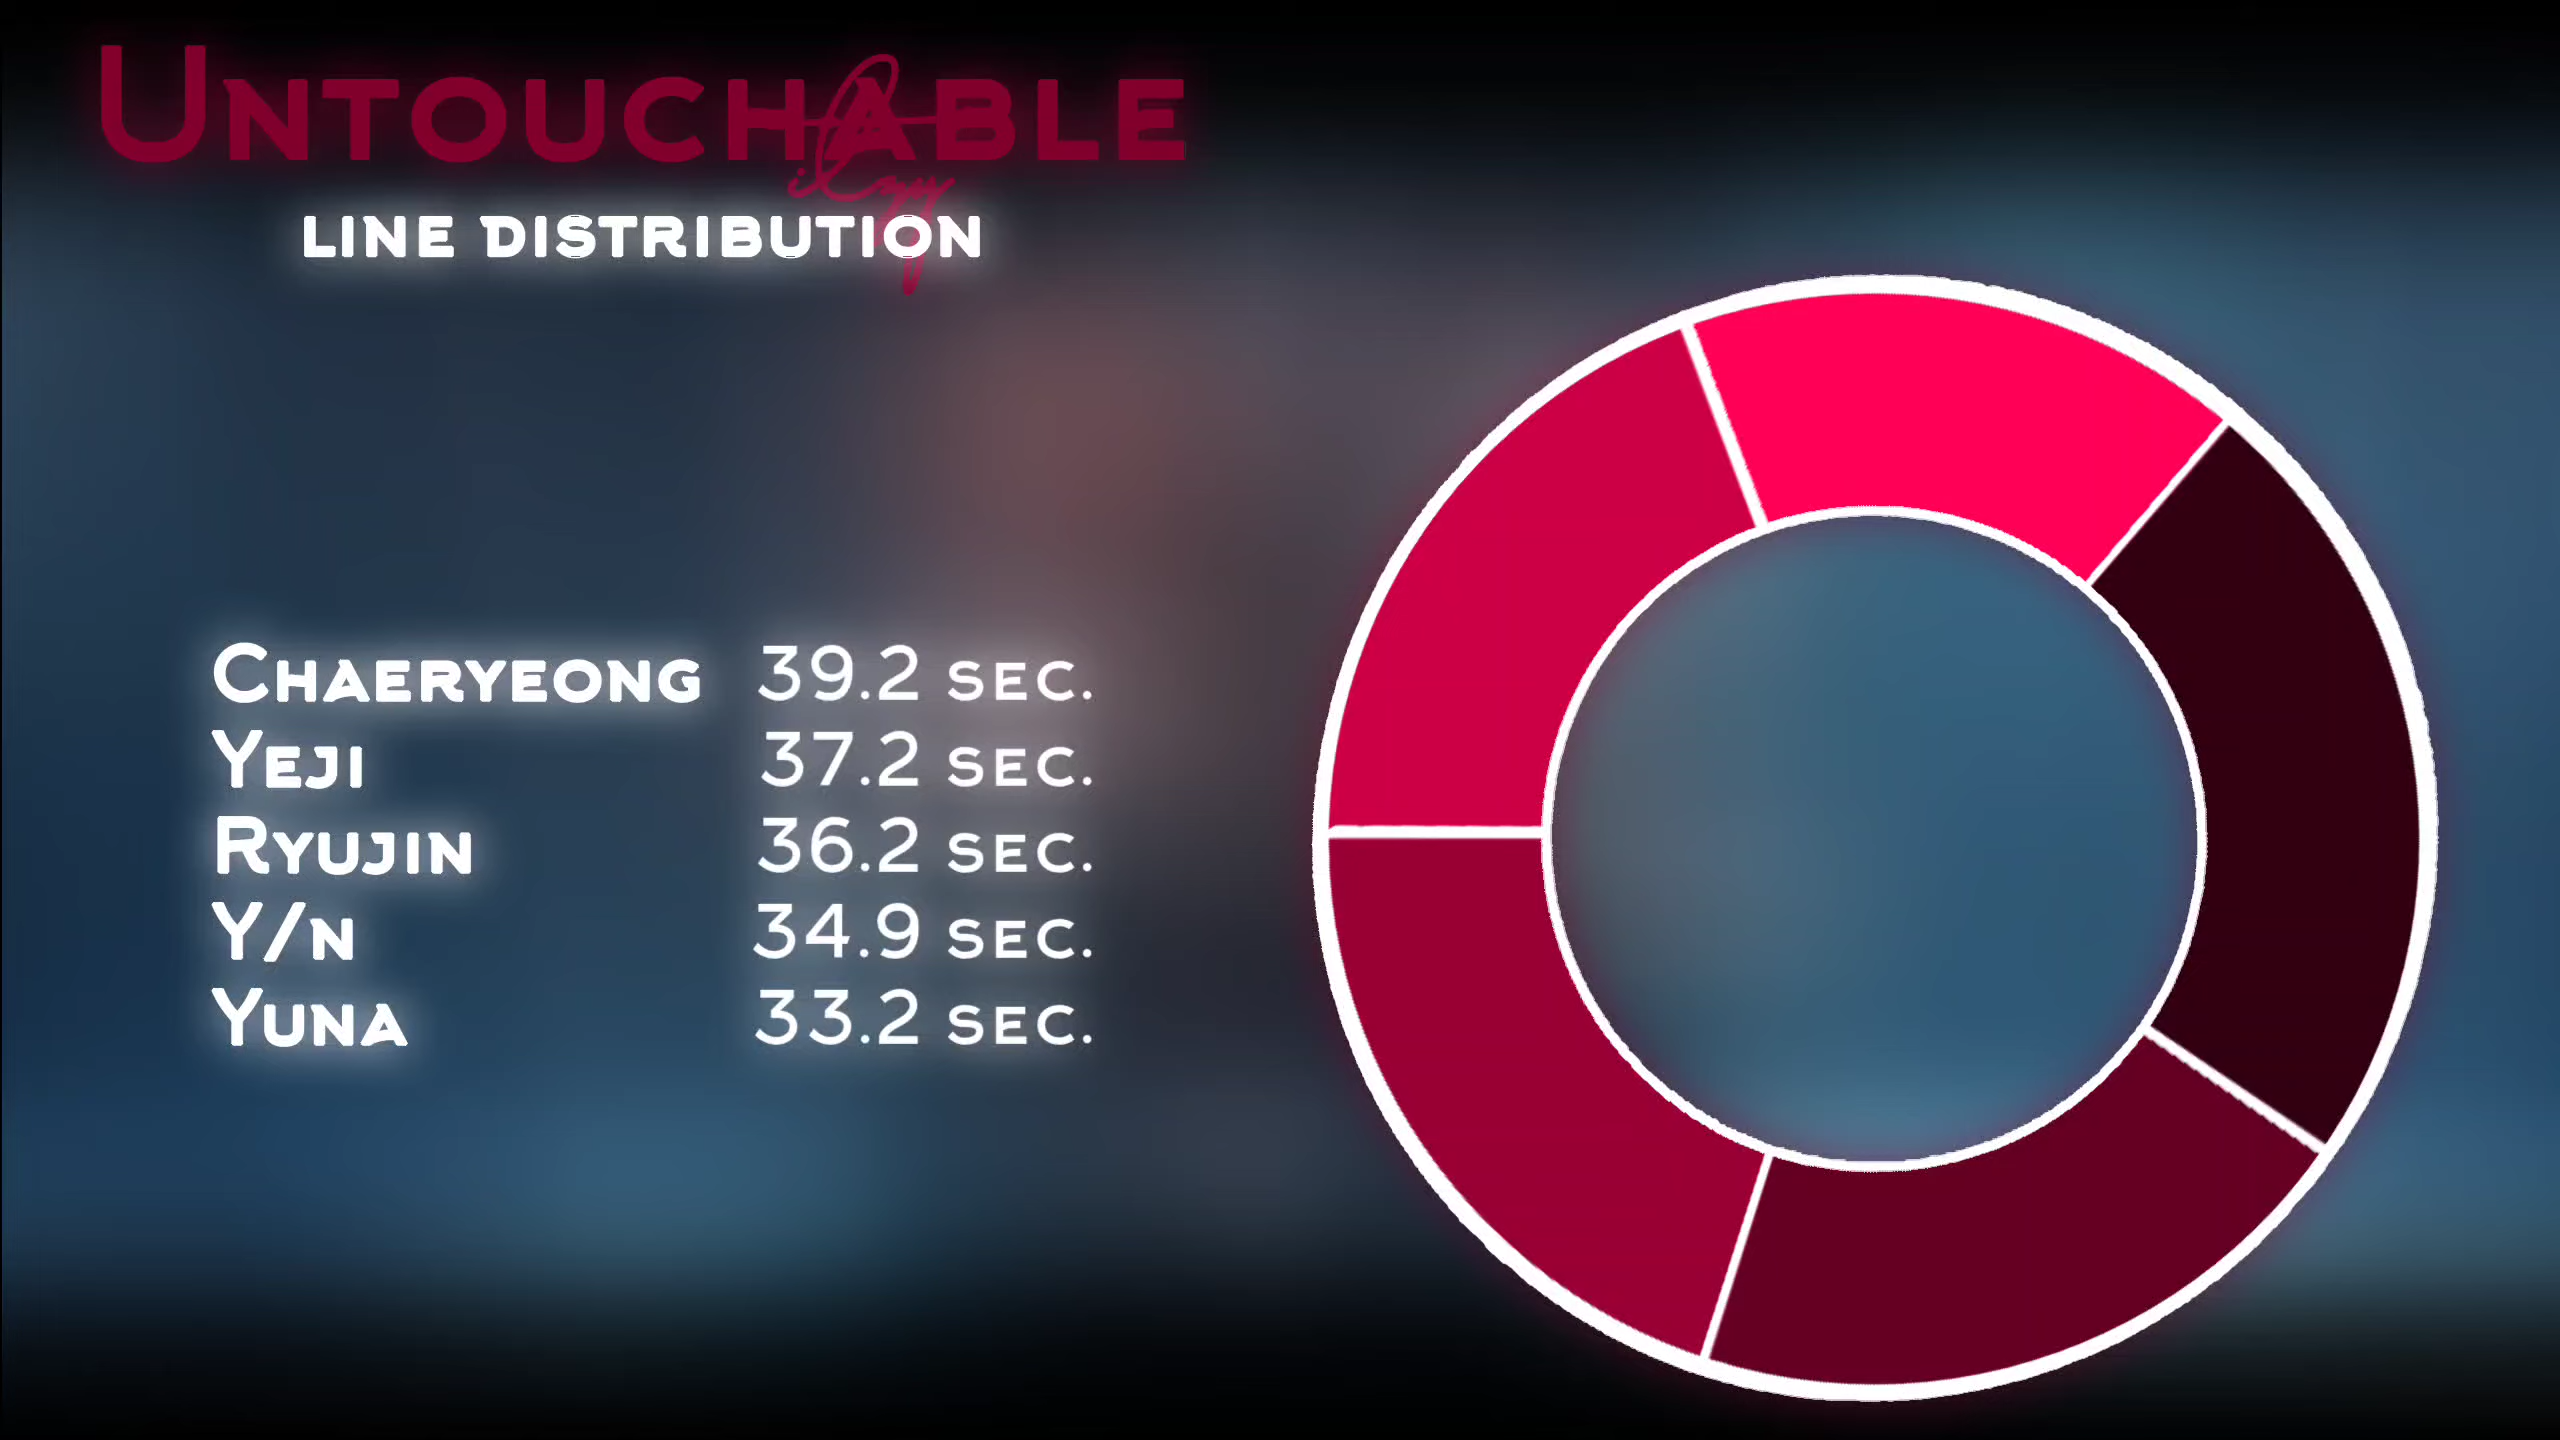 Untouchable
itzy
Line Distribution
Chaeryeong 39.2 sec.
Yeji 37.2 sec.
Ryujin 36.2 sec.
Y/n 34.9 sec.
Yuna 33.2 sec.